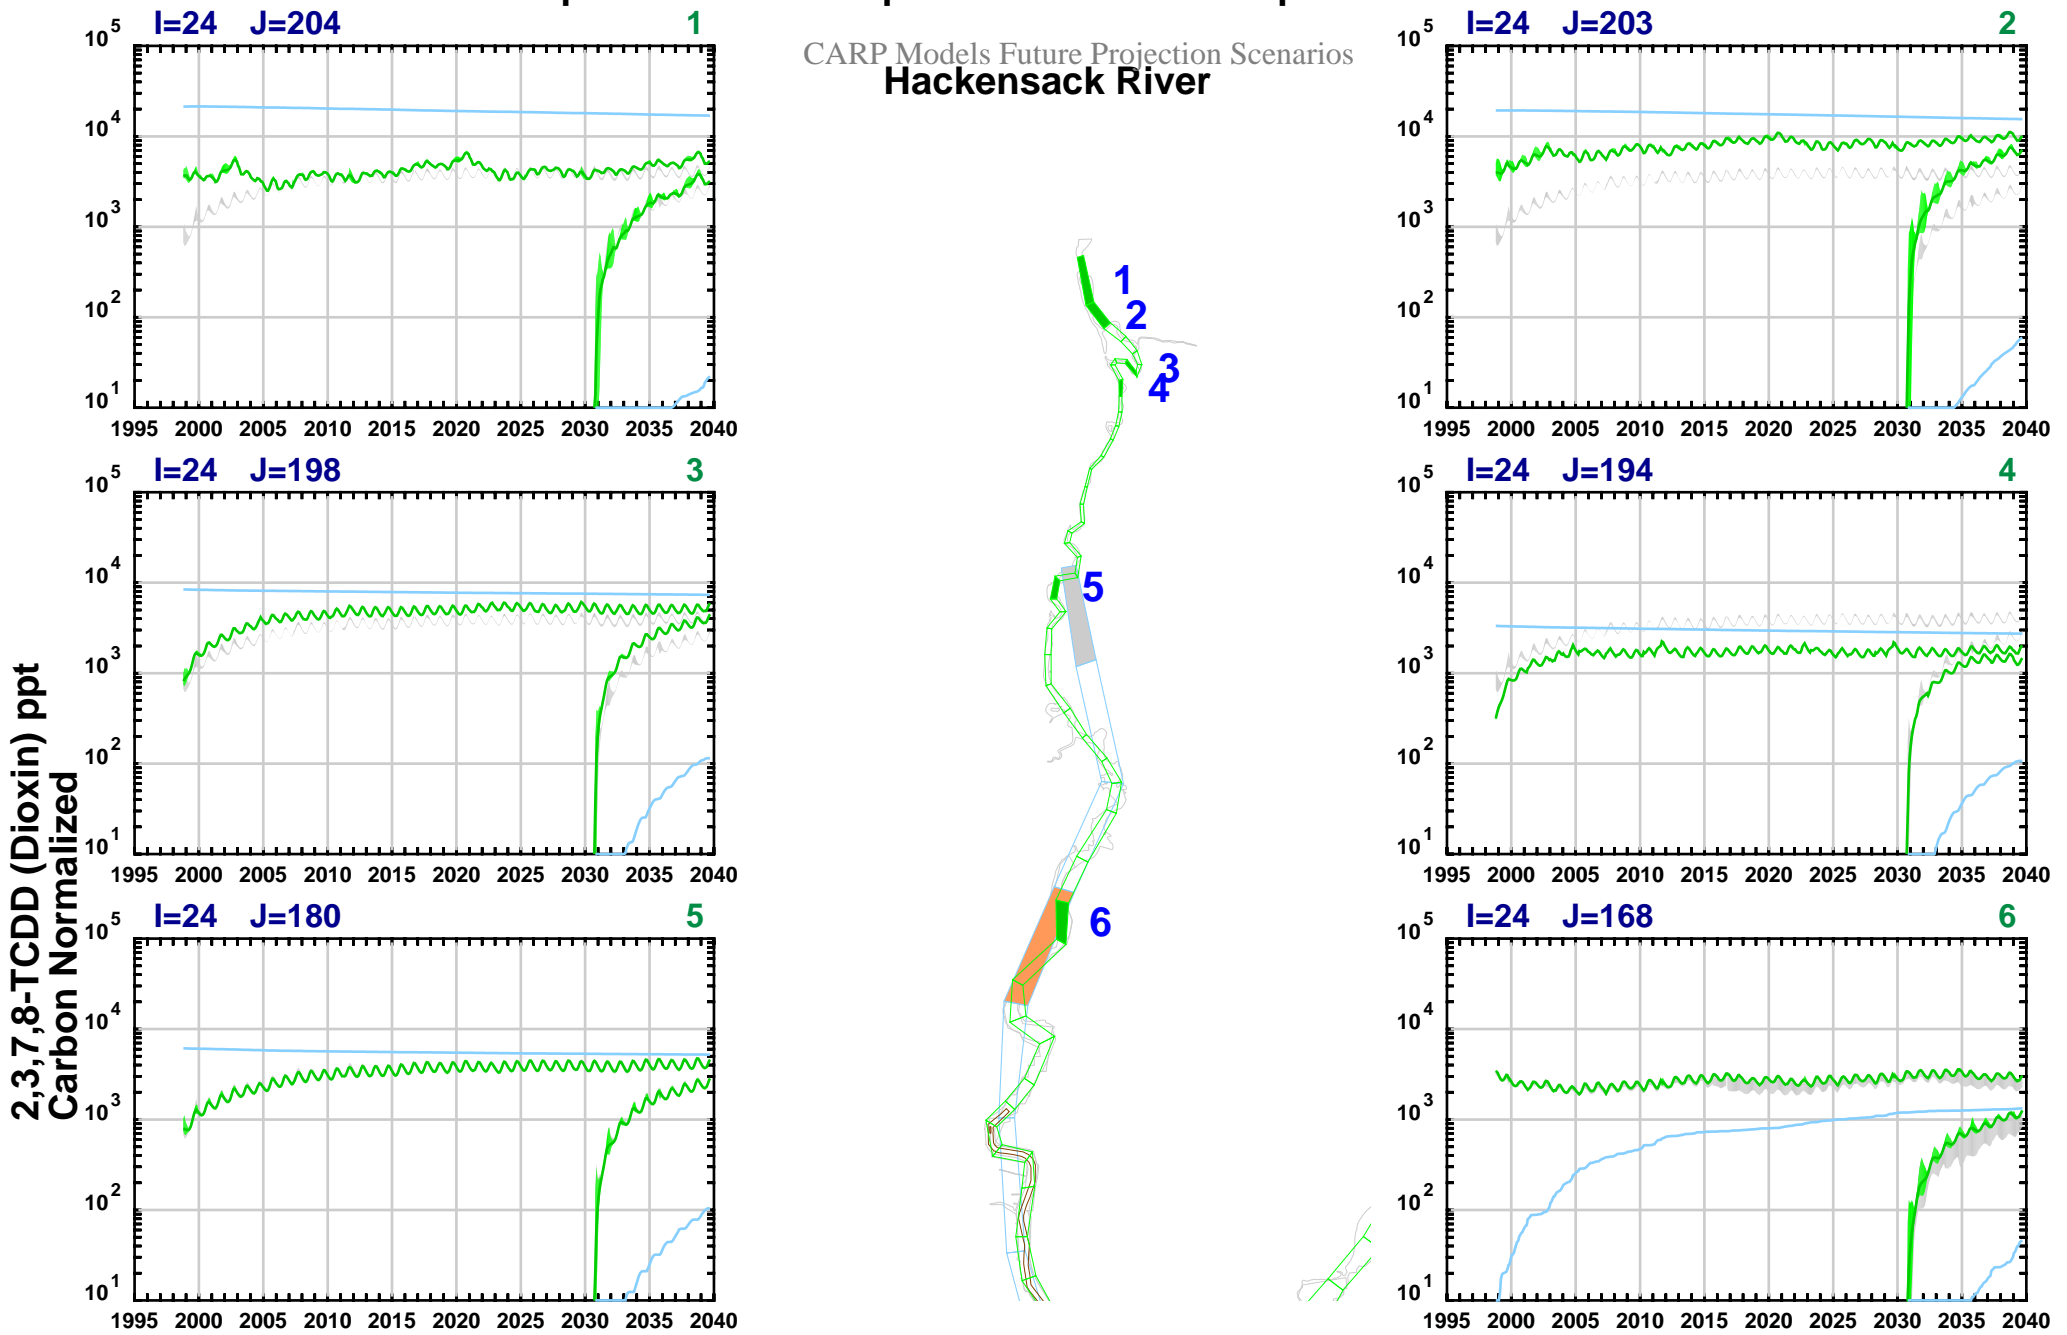 CARP Models Future Projection Scenarios
Hackensack River
I=24 J=204 1
10^5
10^4
10^3
10^2
10^1
1995 2000 2005 2010 2015 2020 2025 2030 2035 2040
I=24 J=203 2
10^5
10^4
10^3
10^2
10^1
1995 2000 2005 2010 2015 2020 2025 2030 2035 2040
I=24 J=198 3
10^5
10^4
10^3
10^2
10^1
1995 2000 2005 2010 2015 2020 2025 2030 2035 2040
I=24 J=194 4
10^5
10^4
10^3
10^2
10^1
1995 2000 2005 2010 2015 2020 2025 2030 2035 2040
I=24 J=180 5
10^5
10^4
10^3
10^2
10^1
1995 2000 2005 2010 2015 2020 2025 2030 2035 2040
I=24 J=168 6
10^5
10^4
10^3
10^2
10^1
1995 2000 2005 2010 2015 2020 2025 2030 2035 2040
2,3,7,8-TCDD (Dioxin) ppt
Carbon Normalized
1
2
3
4
5
6